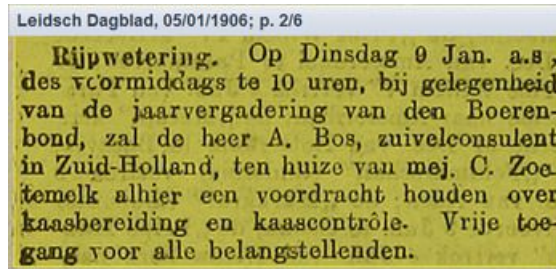 Leidsch Dagblad, 05/01/1906; p. 2/6
Rijpwetering. Op Dinsdag 9 Jan. a.s,
des voormiddags te 10 uren, bij gelegenheid
van de jaarvergadering van den Boeren-
bond, zal de heer A. Bos, zuivelconsulent
in Zuid-Holland, ten huize van mej. C. Zoe-
temelk alhier een voordracht houden over
kaasbereiding en kaascontrôle. Vrije toe-
gang voor alle belangstellenden.